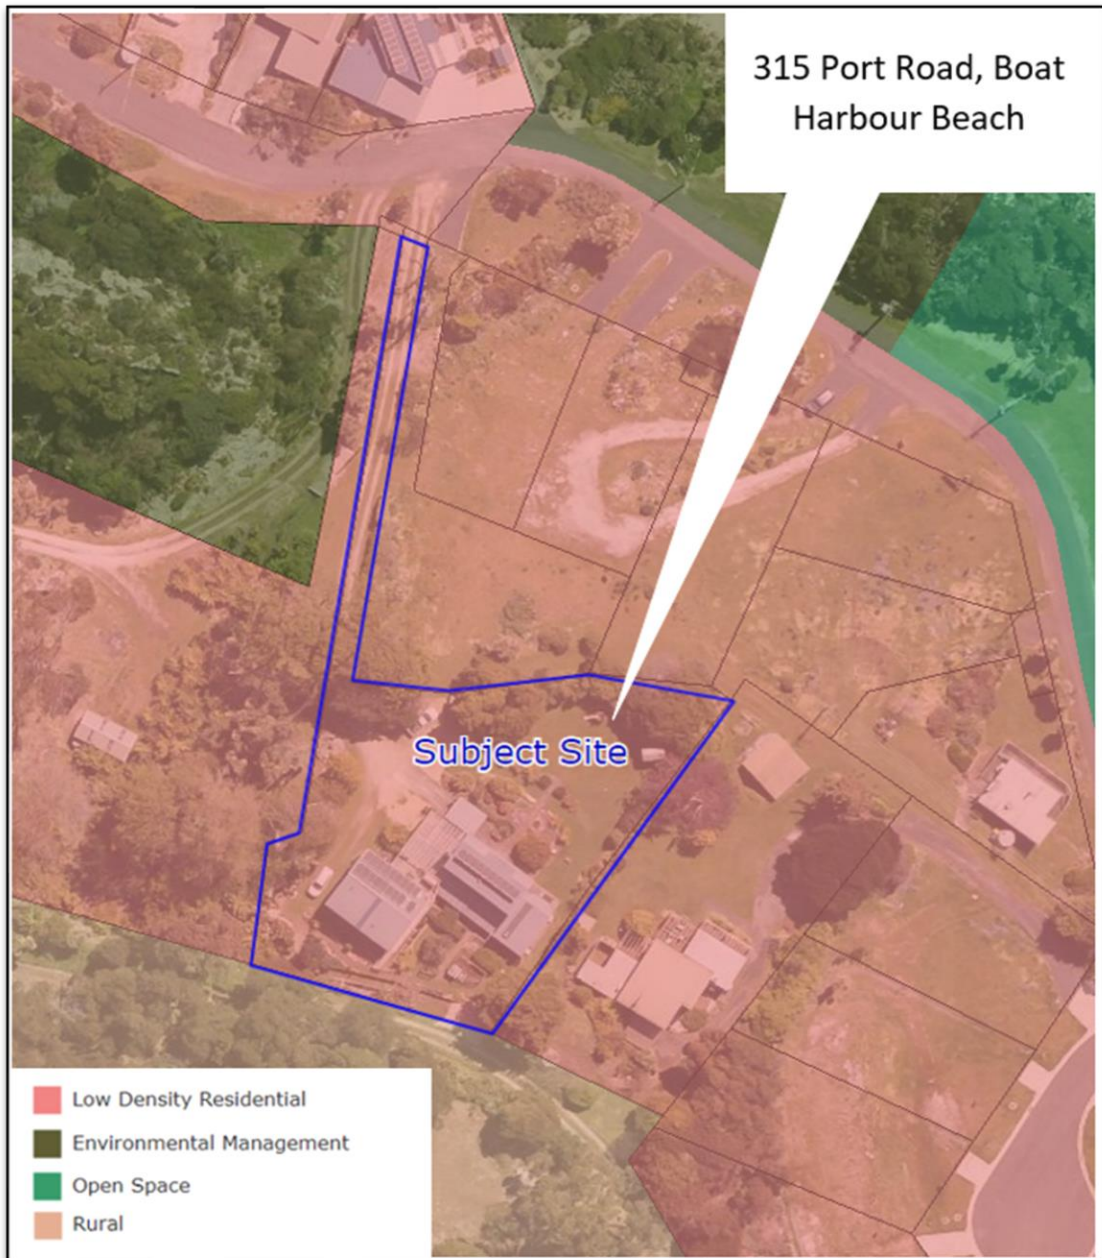 315 Port Road, Boat
Harbour Beach
Subject Site
Low Density Residential
Environmental Management
Open Space
Rural